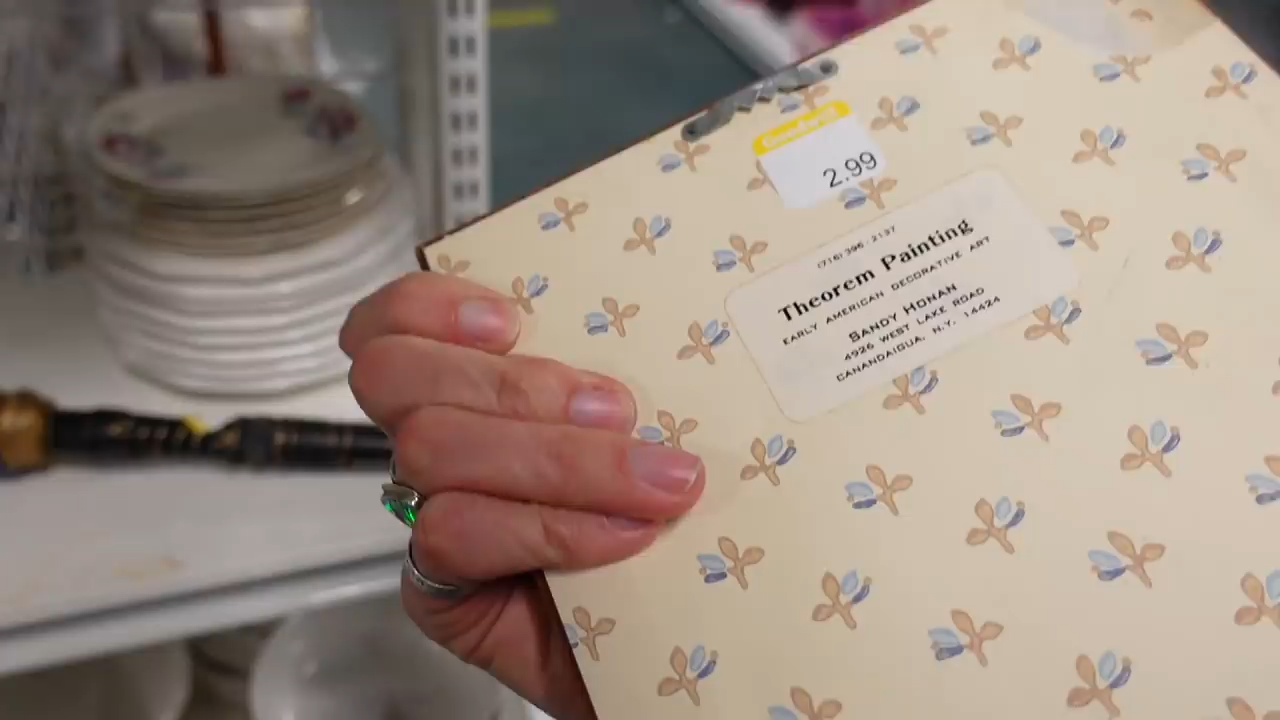 2.99
(716) 396-2137
Theorem Painting
EARLY AMERICAN DECORATIVE ART
SANDY HONAN
4926 WEST LAKE ROAD
CANANDAIGUA, N.Y. 14424